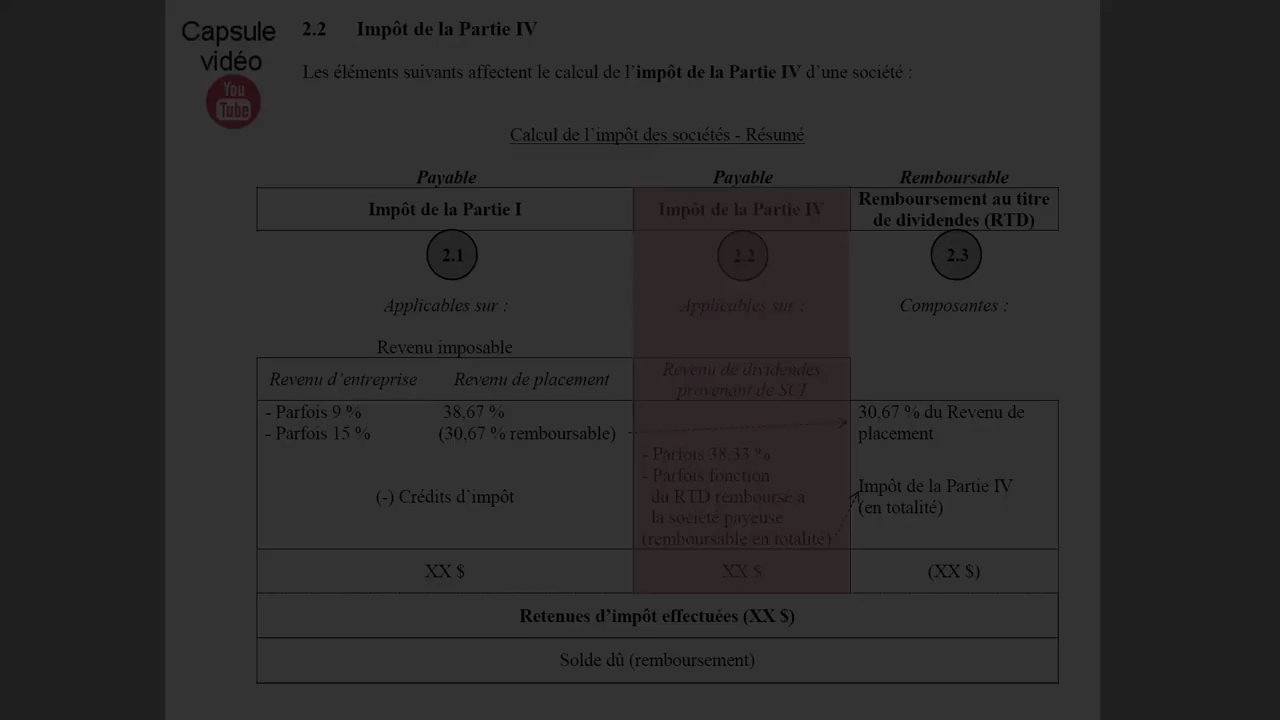 Capsule
vidéo
You
Tube
2.2 Impôt de la Partie IV
Les éléments suivants affectent le calcul de l'impôt de la Partie IV d'une société :
Calcul de l'impôt des sociétés - Résumé
Payable Payable Remboursable
Impôt de la Partie I Impôt de la Partie IV Remboursement au titre
de dividendes (RTD)
2.1 2.2 2.3
Applicables sur : Applicables sur : Composantes :
Revenu imposable
Revenu d'entreprise Revenu de placement Revenu de dividendes
provenant de SCI
- Parfois 9 % 38,67 % 30,67 % du Revenu de
- Parfois 15 % (30,67 % remboursable) placement
- Parfois 38,33 %
- Parfois fonction
du RTD remboursé à
la société payeuse
(remboursable en totalité)
(-) Crédits d'impôt
Impôt de la Partie IV
(en totalité)
XX $ XX $ (XX $)
Retenues d'impôt effectuées (XX $)
Solde dû (remboursement)